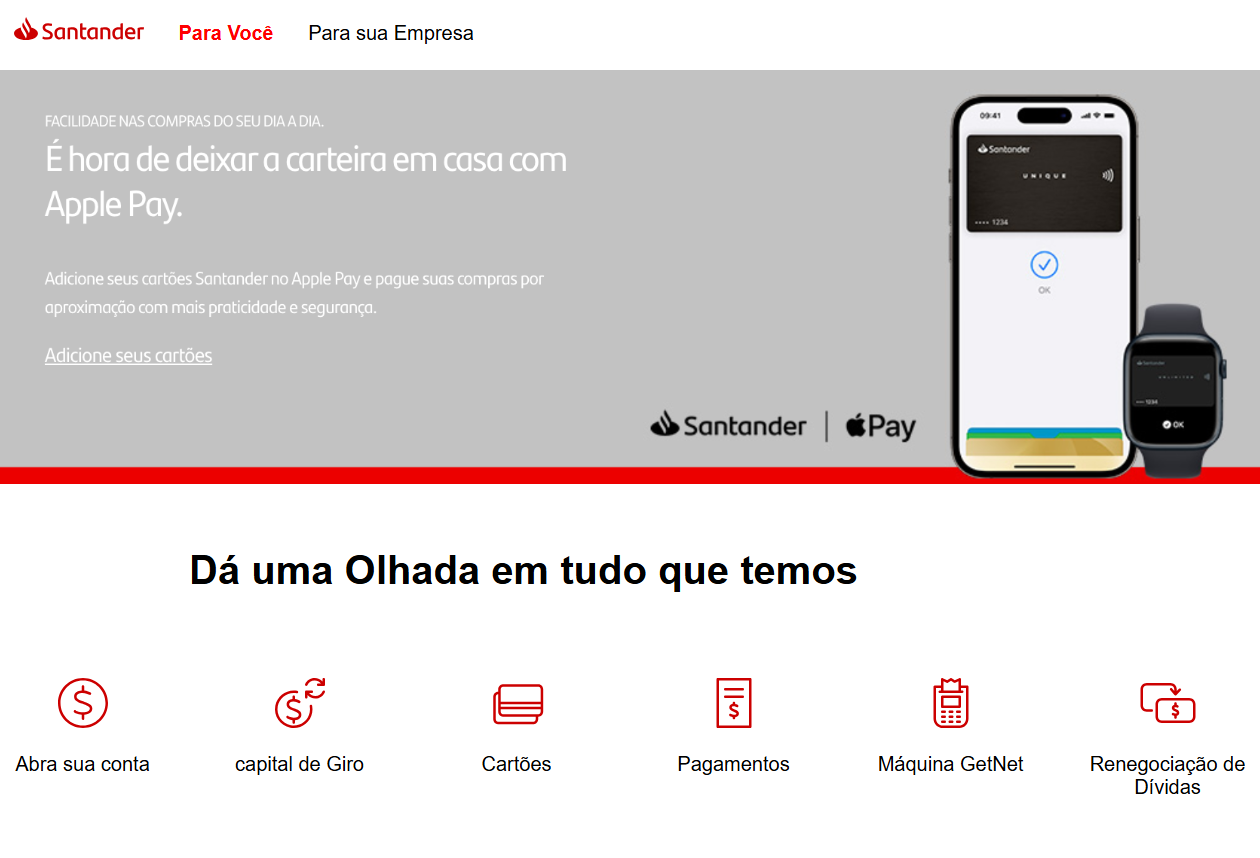 Santander Para Você Para sua Empresa
FACILIDADE NAS COMPRAS DO SEU DIA A DIA.
É hora de deixar a carteira em casa com
Apple Pay.
Adicione seus cartões Santander no Apple Pay e pague suas compras por
aproximação com mais praticidade e segurança.
Adicione seus cartões
Santander | Pay
09:41
Santander
UNIQUE
•••• 1234
OK
Santander
UNLIMITED
•••• 1234
OK
Dá uma Olhada em tudo que temos
Abra sua conta
capital de Giro
Cartões
Pagamentos
Máquina GetNet
Renegociação de
Dívidas